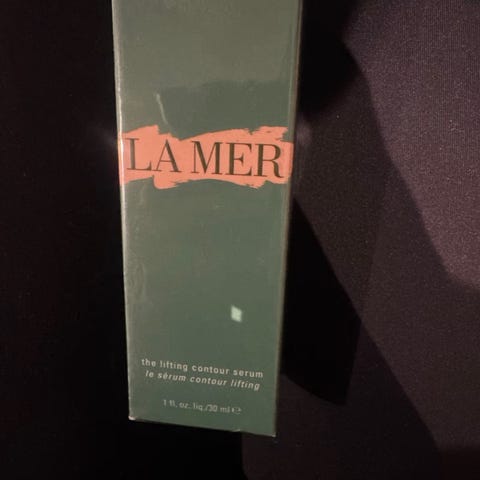 LA MER
the lifting contour serum
le sérum contour lifting
1 fl. oz. liq./30 ml ℮